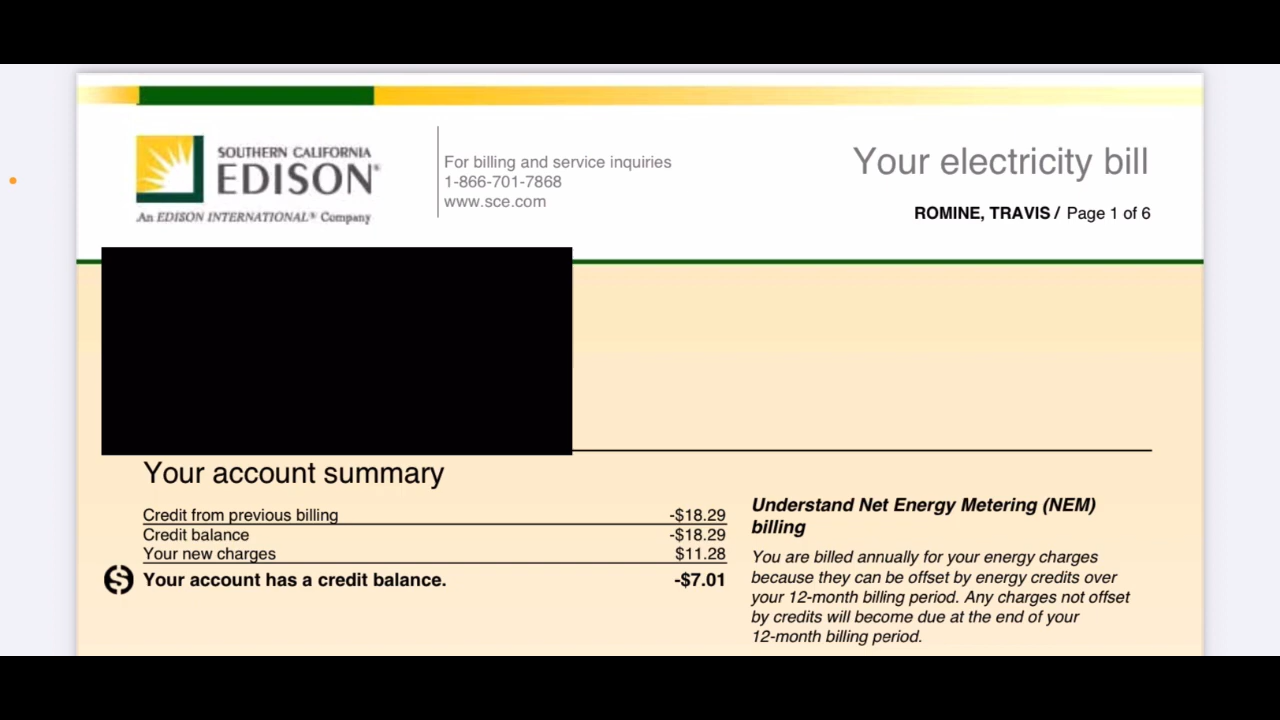 SOUTHERN CALIFORNIA
EDISON®
An EDISON INTERNATIONAL® Company
For billing and service inquiries
1-866-701-7868
www.sce.com
Your electricity bill
ROMINE, TRAVIS / Page 1 of 6
Your account summary
Credit from previous billing -$18.29
Credit balance -$18.29
Your new charges $11.28
$ Your account has a credit balance. -$7.01
Understand Net Energy Metering (NEM)
billing
You are billed annually for your energy charges
because they can be offset by energy credits over
your 12-month billing period. Any charges not offset
by credits will become due at the end of your
12-month billing period.